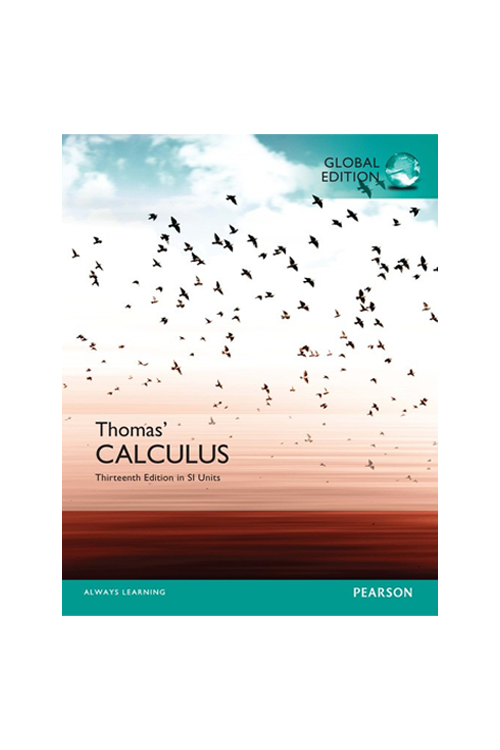 GLOBAL
EDITION
Thomas’
CALCULUS
Thirteenth Edition in SI Units
ALWAYS LEARNING
PEARSON